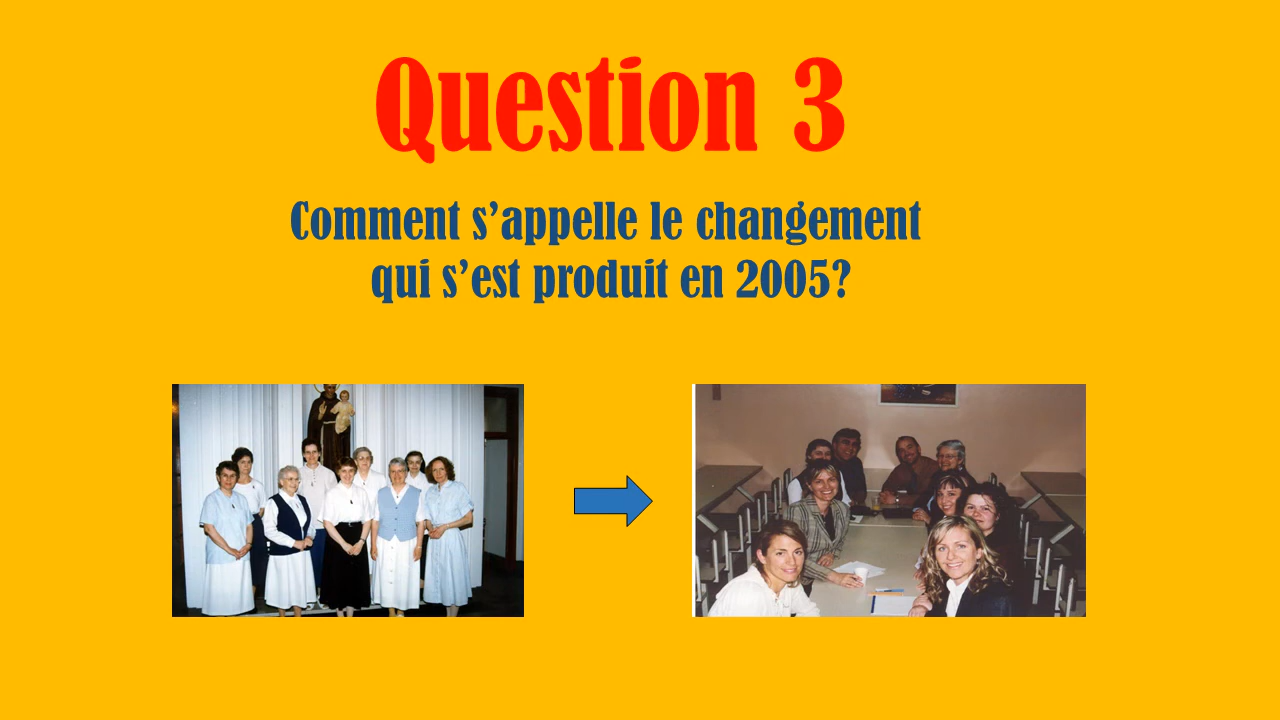 Question 3
Comment s’appelle le changement
qui s’est produit en 2005?